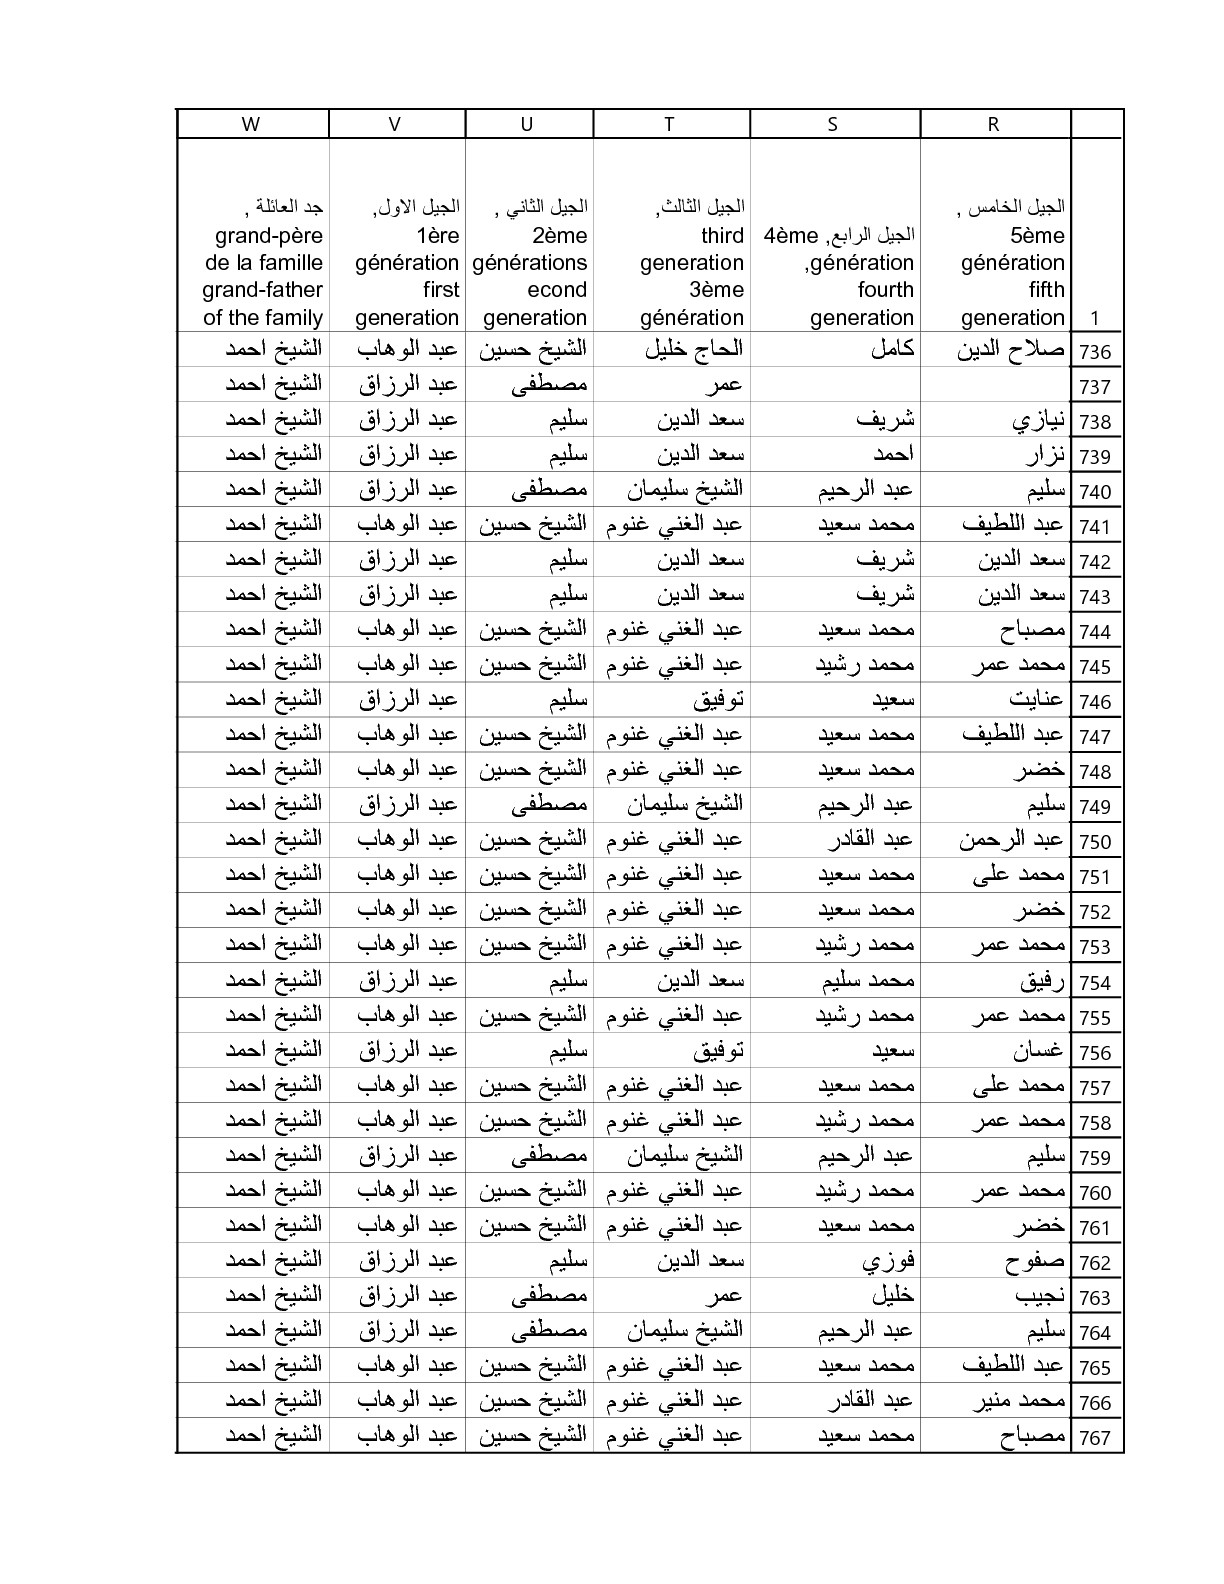 R S T U V W
الجيل الخامس , 5ème génération fifth generation
الجيل الرابع, 4ème génération, fourth generation
الجيل الثالث, third generation 3ème génération
الجيل الثاني , 2ème générations econd generation
الجيل الاول, 1ère génération first generation
جد العائلة , grand-père de la famille grand-father of the family
1
736 صلاح الدين كامل الحاج خليل الشيخ حسين عبد الوهاب الشيخ احمد
737 عمر مصطفى عبد الرزاق الشيخ احمد
738 نيازي شريف سعد الدين سليم عبد الرزاق الشيخ احمد
739 نزار احمد سعد الدين سليم عبد الرزاق الشيخ احمد
740 سليم عبد الرحيم الشيخ سليمان مصطفى عبد الرزاق الشيخ احمد
741 عبد اللطيف محمد سعيد عبد الغني غنوم الشيخ حسين عبد الوهاب الشيخ احمد
742 سعد الدين شريف سعد الدين سليم عبد الرزاق الشيخ احمد
743 سعد الدين شريف سعد الدين سليم عبد الرزاق الشيخ احمد
744 مصباح محمد سعيد عبد الغني غنوم الشيخ حسين عبد الوهاب الشيخ احمد
745 محمد عمر محمد رشيد عبد الغني غنوم الشيخ حسين عبد الوهاب الشيخ احمد
746 عنايت سعيد توفيق سليم عبد الرزاق الشيخ احمد
747 عبد اللطيف محمد سعيد عبد الغني غنوم الشيخ حسين عبد الوهاب الشيخ احمد
748 خضر محمد سعيد عبد الغني غنوم الشيخ حسين عبد الوهاب الشيخ احمد
749 سليم عبد الرحيم الشيخ سليمان مصطفى عبد الرزاق الشيخ احمد
750 عبد الرحمن عبد القادر عبد الغني غنوم الشيخ حسين عبد الوهاب الشيخ احمد
751 محمد على محمد سعيد عبد الغني غنوم الشيخ حسين عبد الوهاب الشيخ احمد
752 خضر محمد سعيد عبد الغني غنوم الشيخ حسين عبد الوهاب الشيخ احمد
753 محمد عمر محمد رشيد عبد الغني غنوم الشيخ حسين عبد الوهاب الشيخ احمد
754 رفيق محمد سليم سعد الدين سليم عبد الرزاق الشيخ احمد
755 محمد عمر محمد رشيد عبد الغني غنوم الشيخ حسين عبد الوهاب الشيخ احمد
756 غسان سعيد توفيق سليم عبد الرزاق الشيخ احمد
757 محمد على محمد سعيد عبد الغني غنوم الشيخ حسين عبد الوهاب الشيخ احمد
758 محمد عمر محمد رشيد عبد الغني غنوم الشيخ حسين عبد الوهاب الشيخ احمد
759 سليم عبد الرحيم الشيخ سليمان مصطفى عبد الرزاق الشيخ احمد
760 محمد عمر محمد رشيد عبد الغني غنوم الشيخ حسين عبد الوهاب الشيخ احمد
761 خضر محمد سعيد عبد الغني غنوم الشيخ حسين عبد الوهاب الشيخ احمد
762 صفوح فوزي سعد الدين سليم عبد الرزاق الشيخ احمد
763 نجيب خليل عمر مصطفى عبد الرزاق الشيخ احمد
764 سليم عبد الرحيم الشيخ سليمان مصطفى عبد الرزاق الشيخ احمد
765 عبد اللطيف محمد سعيد عبد الغني غنوم الشيخ حسين عبد الوهاب الشيخ احمد
766 محمد منير عبد القادر عبد الغني غنوم الشيخ حسين عبد الوهاب الشيخ احمد
767 مصباح محمد سعيد عبد الغني غنوم الشيخ حسين عبد الوهاب الشيخ احمد